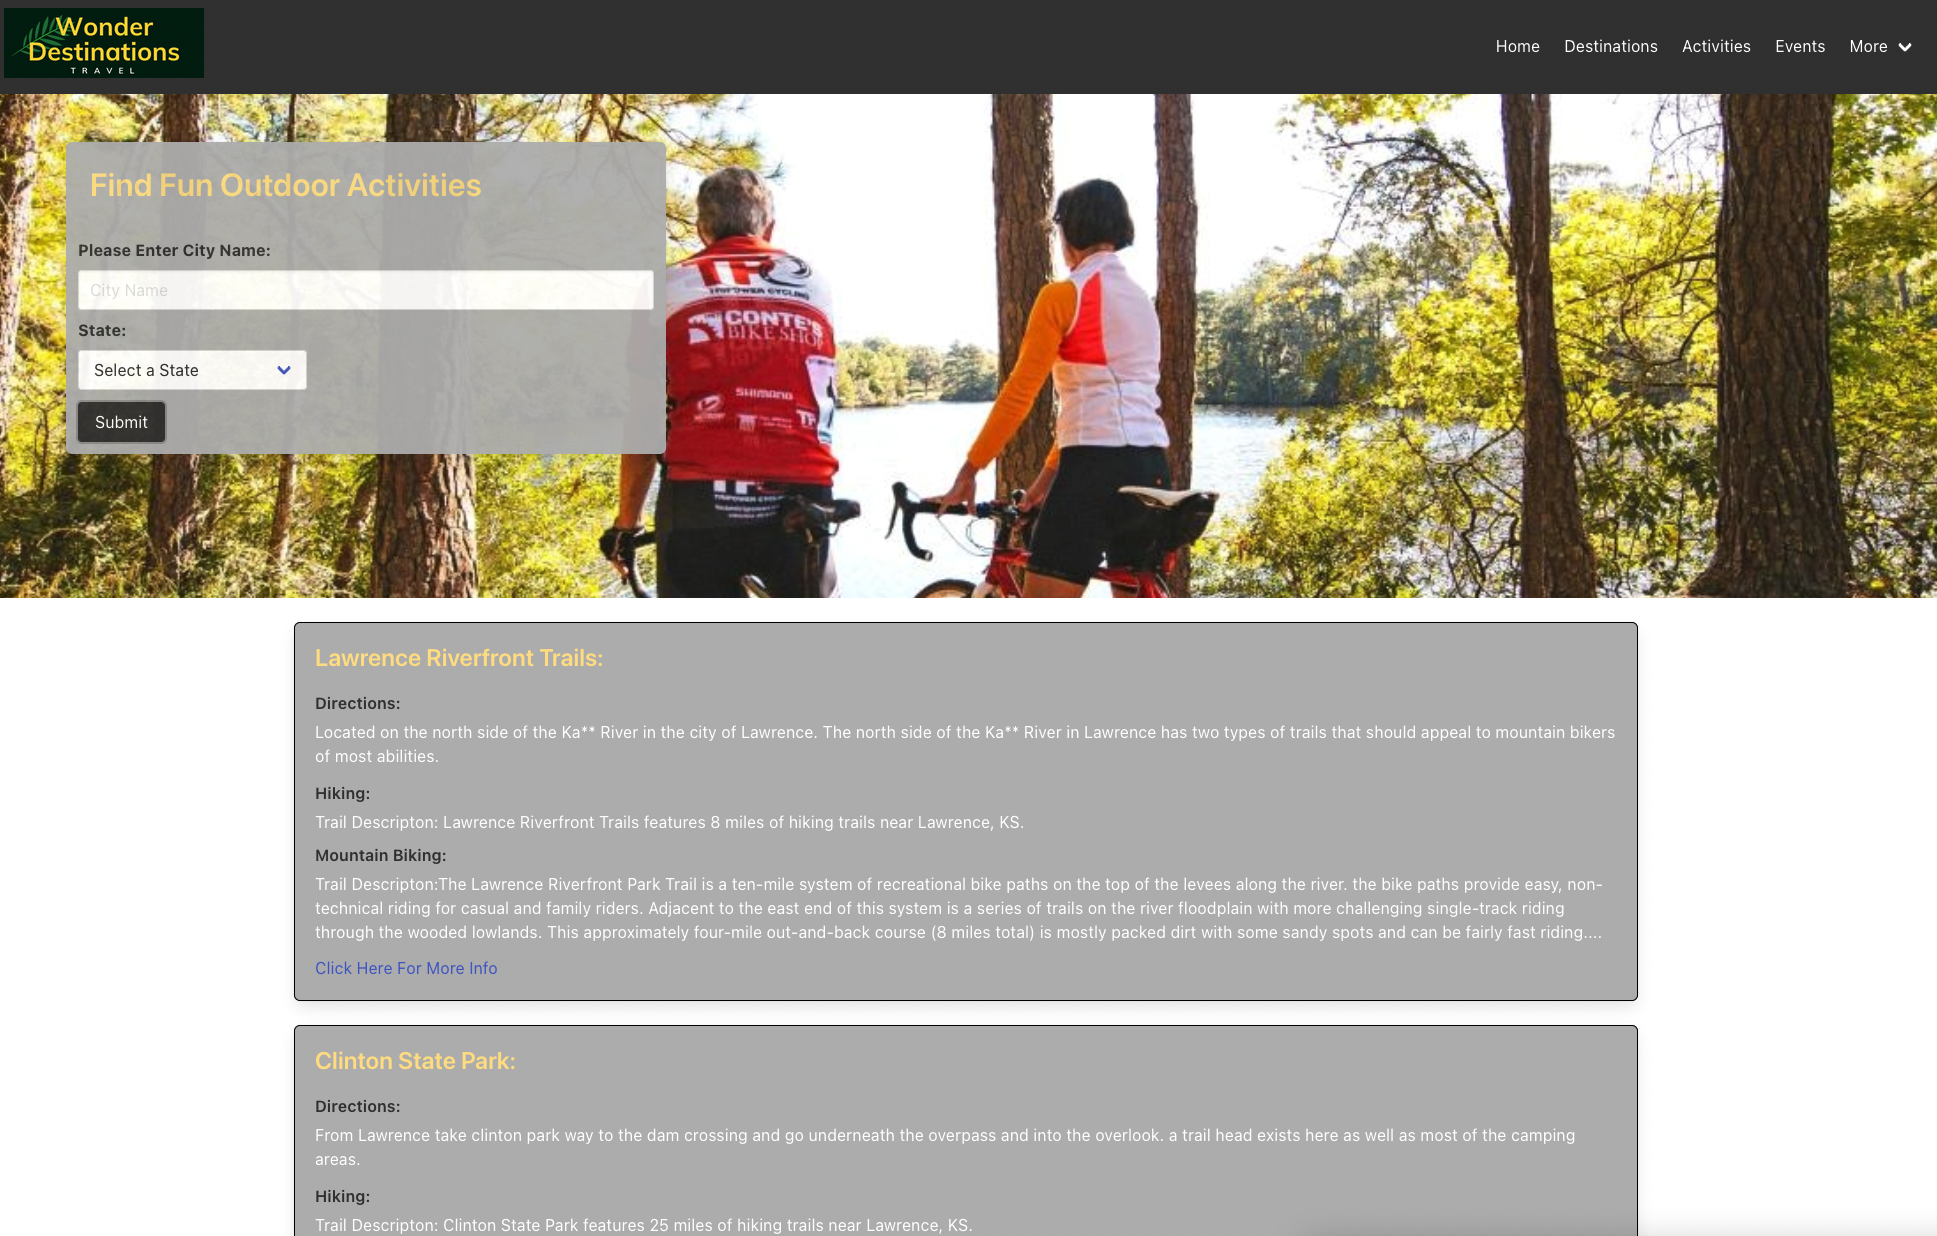 Wonder
Destinations
TRAVEL
Home Destinations Activities Events More
Find Fun Outdoor Activities
Please Enter City Name:
City Name
State:
Select a State
Submit
TRIPOWER CYCLING
CONTE'S
BIKE SHOP
SHIMANO
TRIPOWER CYCLING
Lawrence Riverfront Trails:
Directions:
Located on the north side of the Ka** River in the city of Lawrence. The north side of the Ka** River in Lawrence has two types of trails that should appeal to mountain bikers
of most abilities.
Hiking:
Trail Descripton: Lawrence Riverfront Trails features 8 miles of hiking trails near Lawrence, KS.
Mountain Biking:
Trail Descripton:The Lawrence Riverfront Park Trail is a ten-mile system of recreational bike paths on the top of the levees along the river. the bike paths provide easy, non-
technical riding for casual and family riders. Adjacent to the east end of this system is a series of trails on the river floodplain with more challenging single-track riding
through the wooded lowlands. This approximately four-mile out-and-back course (8 miles total) is mostly packed dirt with some sandy spots and can be fairly fast riding....
Click Here For More Info
Clinton State Park:
Directions:
From Lawrence take clinton park way to the dam crossing and go underneath the overpass and into the overlook. a trail head exists here as well as most of the camping
areas.
Hiking:
Trail Descripton: Clinton State Park features 25 miles of hiking trails near Lawrence, KS.